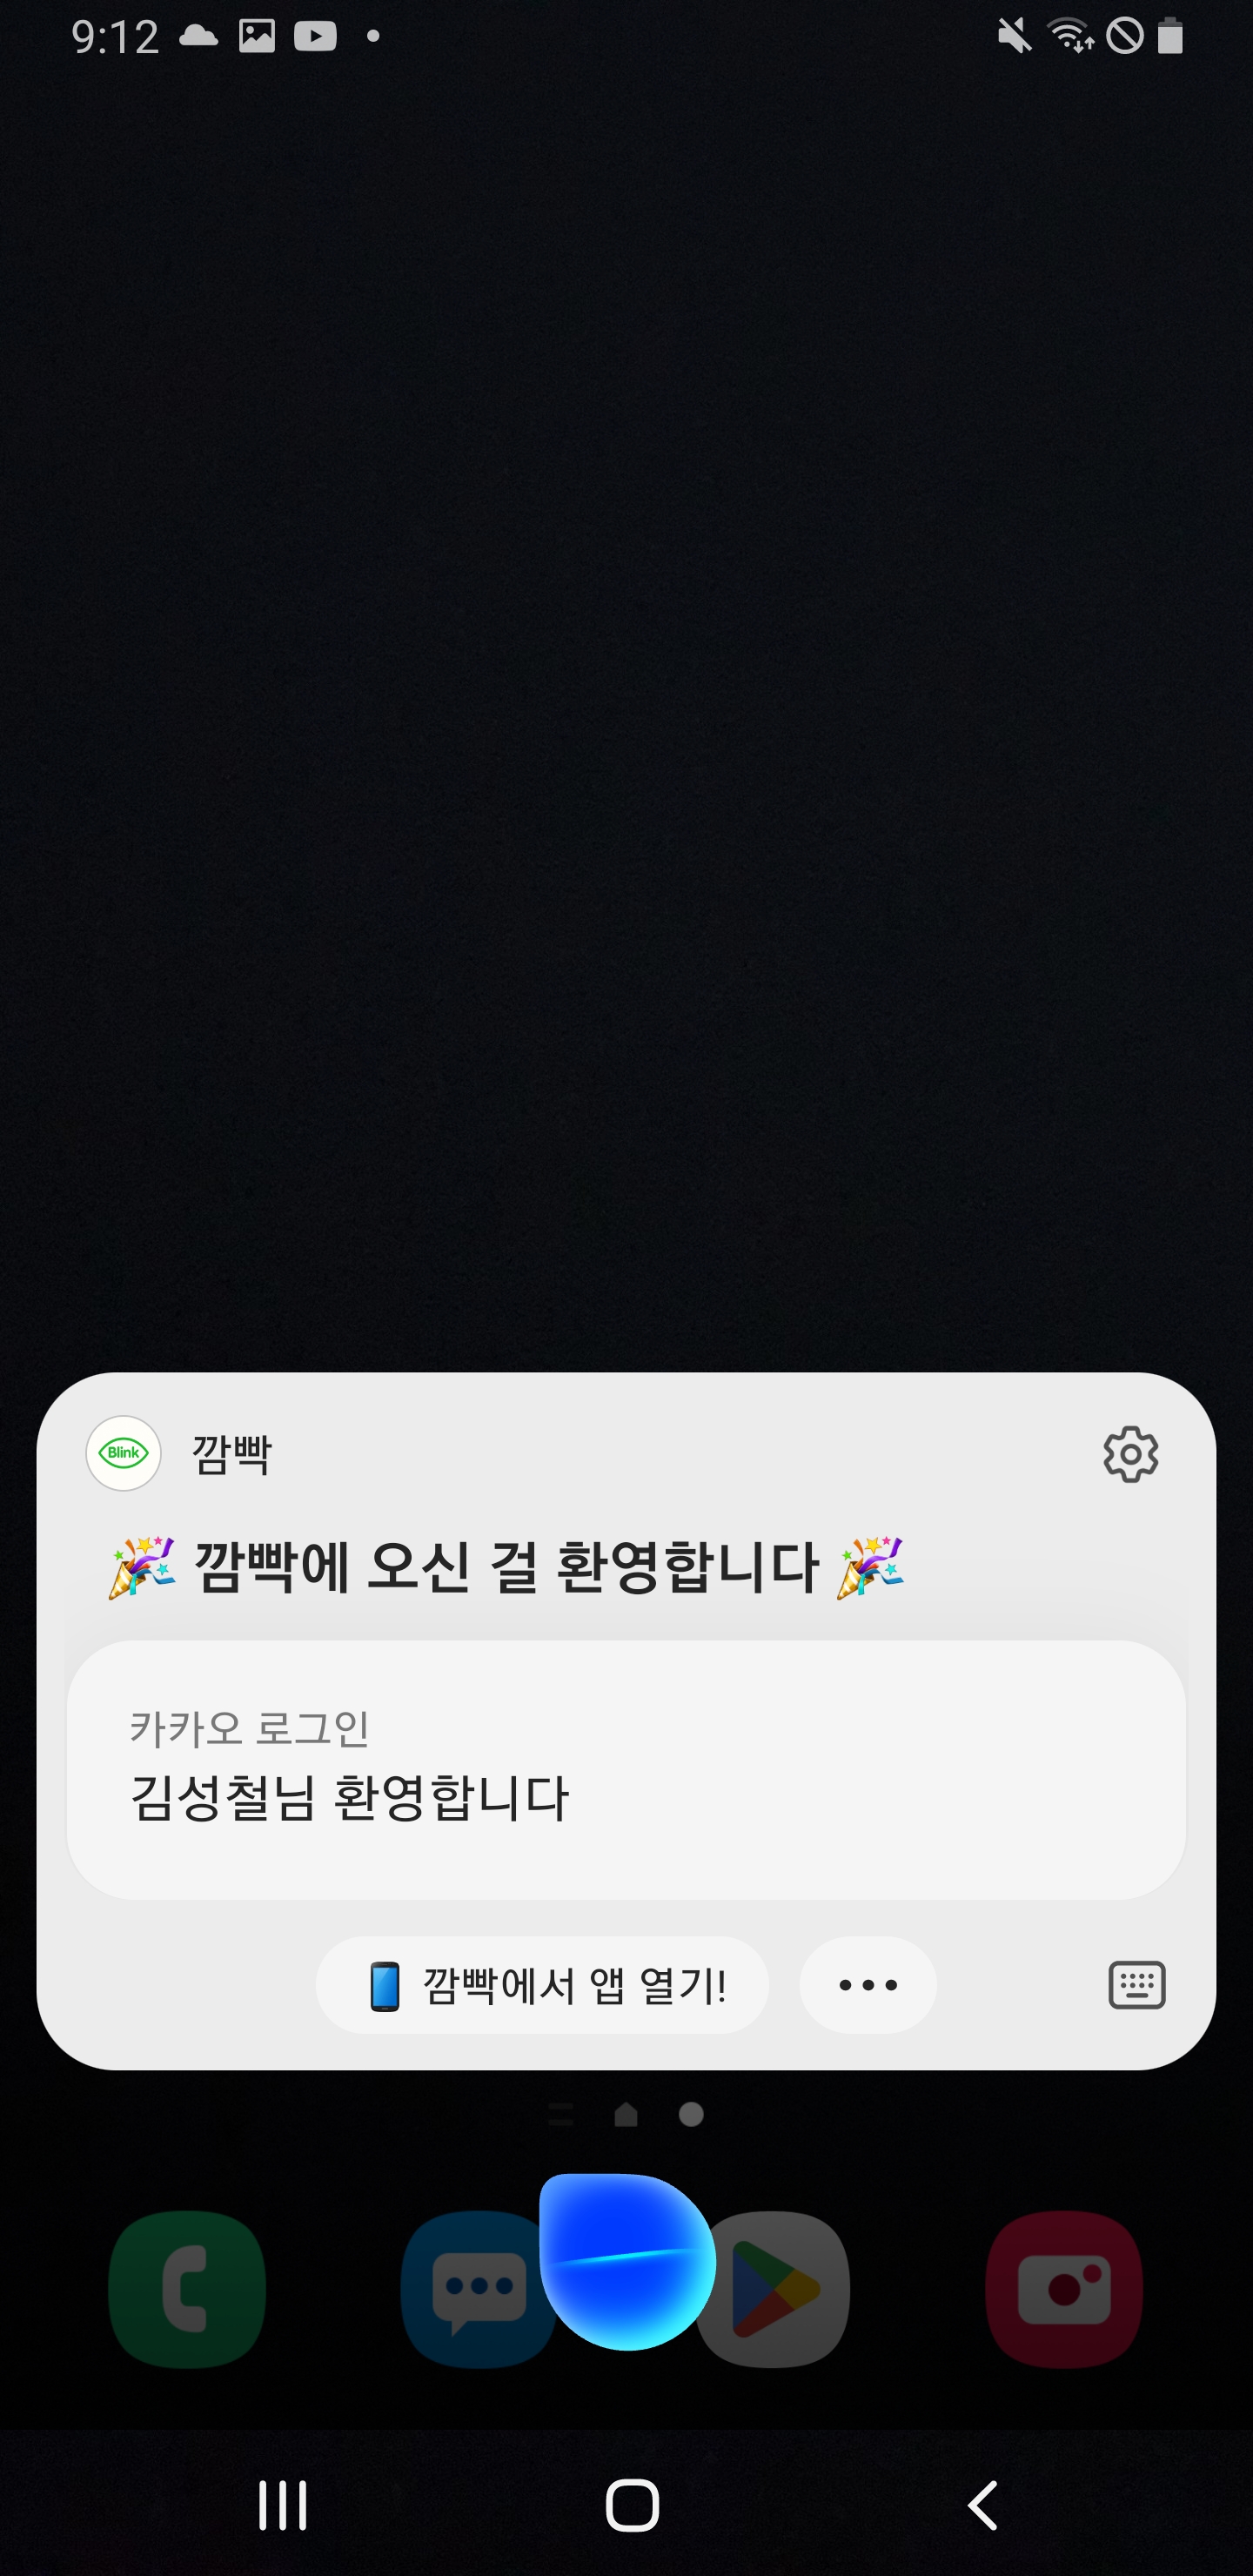 9:12
Blink
깜빡
🎉 깜빡에 오신 걸 환영합니다 🎉
카카오 로그인
김성철님 환영합니다
📱 깜빡에서 앱 열기!